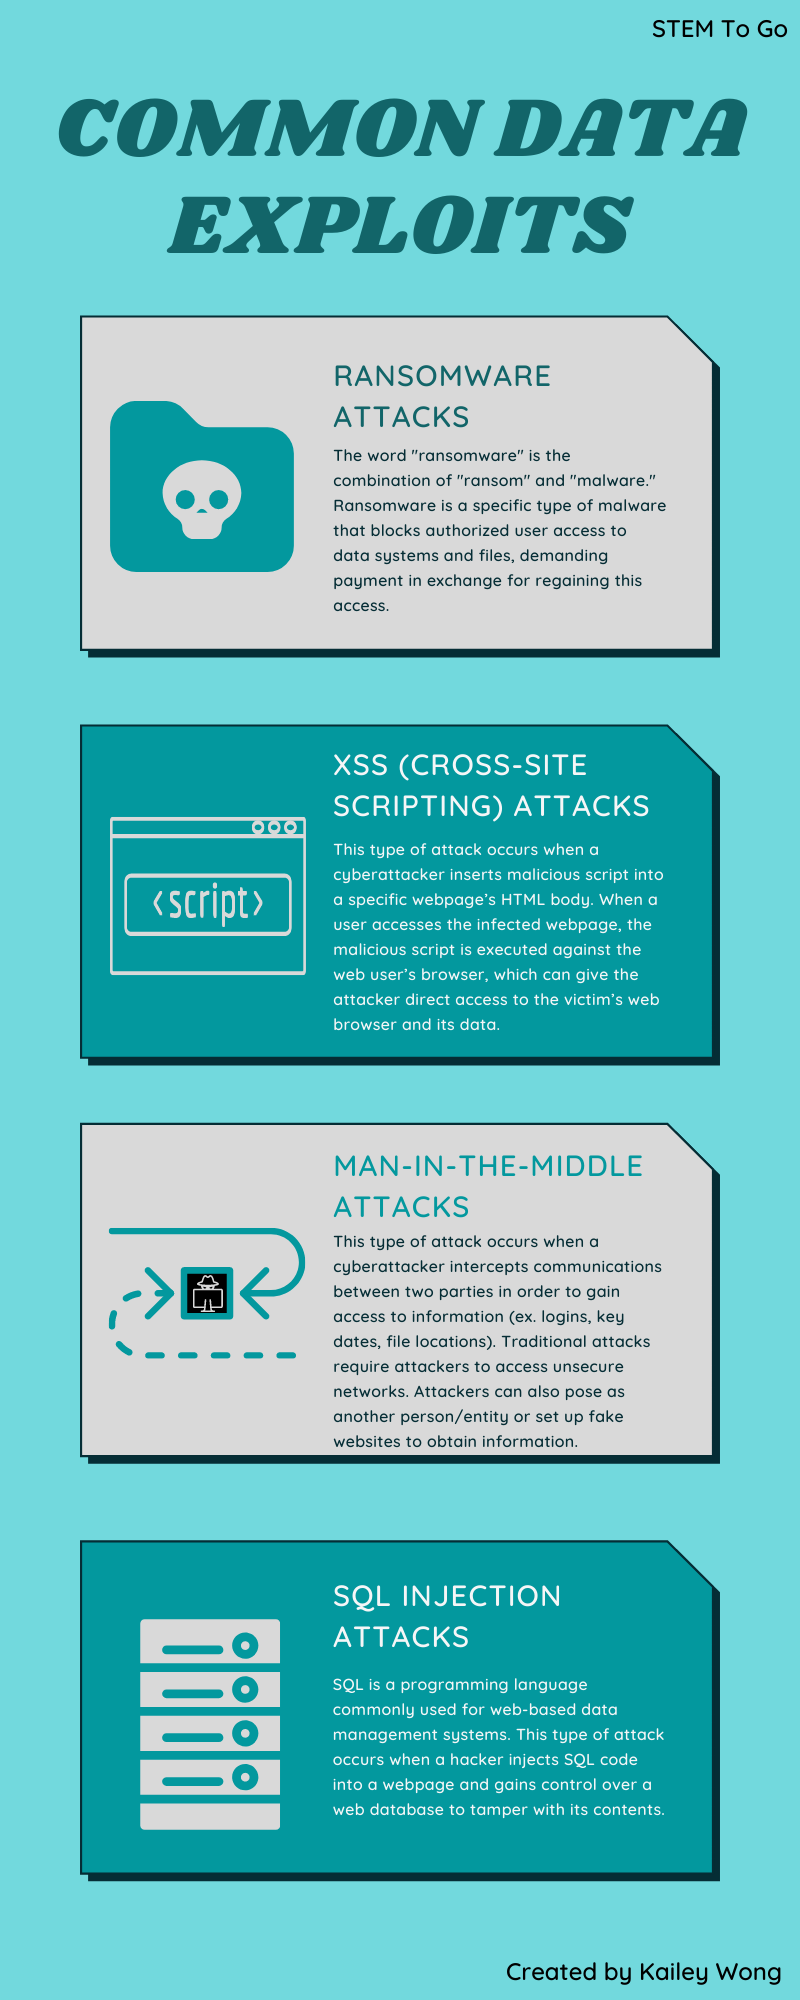 STEM To Go
COMMON DATA
EXPLOITS
RANSOMWARE
ATTACKS
The word "ransomware" is the
combination of "ransom" and "malware."
Ransomware is a specific type of malware
that blocks authorized user access to
data systems and files, demanding
payment in exchange for regaining this
access.
XSS (CROSS-SITE
SCRIPTING) ATTACKS
<script>
This type of attack occurs when a
cyberattacker inserts malicious script into
a specific webpage’s HTML body. When a
user accesses the infected webpage, the
malicious script is executed against the
web user’s browser, which can give the
attacker direct access to the victim’s web
browser and its data.
MAN-IN-THE-MIDDLE
ATTACKS
This type of attack occurs when a
cyberattacker intercepts communications
between two parties in order to gain
access to information (ex. logins, key
dates, file locations). Traditional attacks
require attackers to access unsecure
networks. Attackers can also pose as
another person/entity or set up fake
websites to obtain information.
SQL INJECTION
ATTACKS
SQL is a programming language
commonly used for web-based data
management systems. This type of attack
occurs when a hacker injects SQL code
into a webpage and gains control over a
web database to tamper with its contents.
Created by Kailey Wong